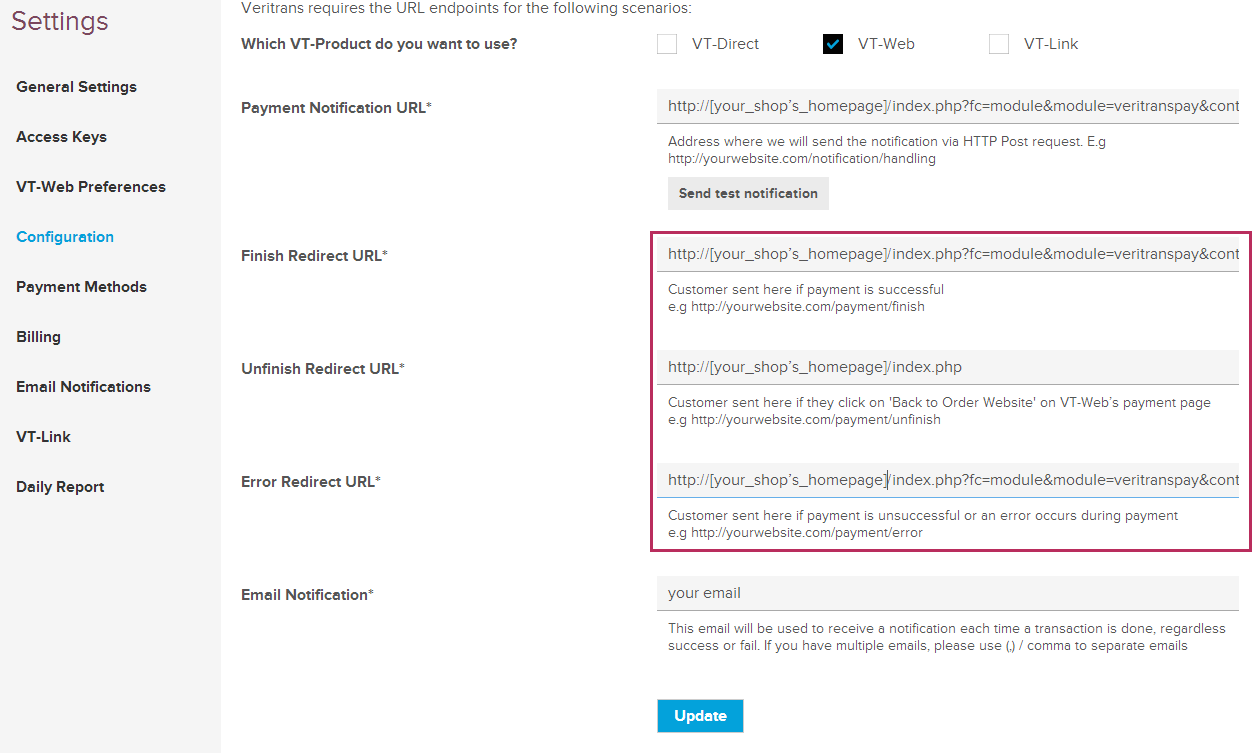 Settings
General Settings
Access Keys
VT-Web Preferences
Configuration
Payment Methods
Billing
Email Notifications
VT-Link
Daily Report
Veritrans requires the URL endpoints for the following scenarios:
Which VT-Product do you want to use?
VT-Direct
VT-Web
VT-Link
Payment Notification URL*
http://[your_shop’s_homepage]/index.php?fc=module&module=veritranspay&cont
Address where we will send the notification via HTTP Post request. E.g
http://yourwebsite.com/notification/handling
Send test notification
Finish Redirect URL*
http://[your_shop’s_homepage]/index.php?fc=module&module=veritranspay&cont
Customer sent here if payment is successful
e.g http://yourwebsite.com/payment/finish
Unfinish Redirect URL*
http://[your_shop’s_homepage]/index.php
Customer sent here if they click on 'Back to Order Website' on VT-Web’s payment page
e.g http://yourwebsite.com/payment/unfinish
Error Redirect URL*
http://[your_shop’s_homepage]/index.php?fc=module&module=veritranspay&cont
Customer sent here if payment is unsuccessful or an error occurs during payment
e.g http://yourwebsite.com/payment/error
Email Notification*
your email
This email will be used to receive a notification each time a transaction is done, regardless
success or fail. If you have multiple emails, please use (,) / comma to separate emails
Update